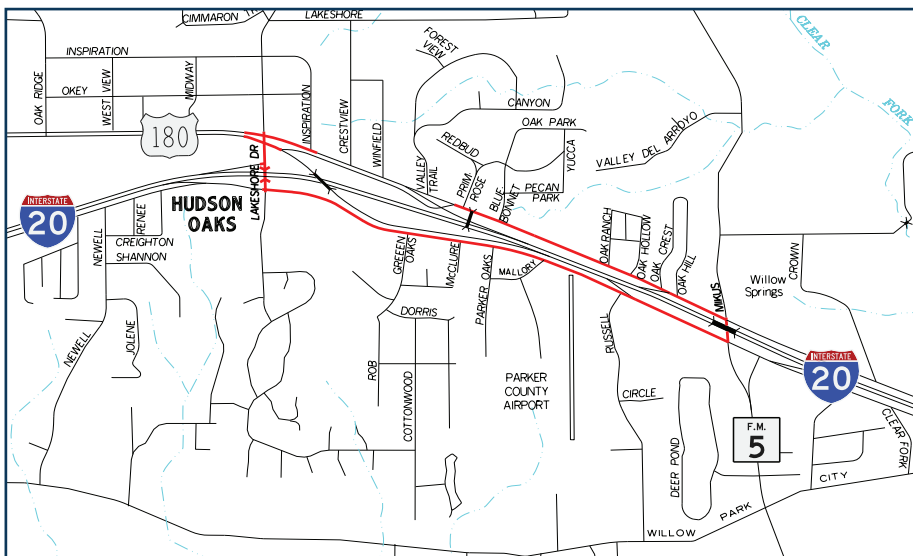 CIMMARON
LAKESHORE
CLEAR
FORK
INSPIRATION
OAK RIDGE
OKEY
WEST VIEW
MIDWAY
180
INSPIRATION
CRESTVIEW
WINFIELD
FOREST
VIEW
CANYON
OAK PARK
REDBUD
YUCCA
VALLEY DEL ARROYO
VALLEY
TRAIL
PRIM-
ROSE
BLUE-
BONNET
PECAN
PARK
LAKESHORE DR
INTERSTATE
20
HUDSON
OAKS
NEWELL
RENEE
CREIGHTON
SHANNON
GREEEN
OAKS
McCLURE
PARKER OAKS
MALLORY
OAK RANCH
OAK HOLLOW
OAK CREST
OAK HILL
MIKUS
Willow
Springs
CROWN
NEWELL
JOLENE
DORRIS
ROB
COTTONWOOD
PARKER
COUNTY
AIRPORT
RUSSELL
CIRCLE
DEER POND
INTERSTATE
20
F.M.
5
CLEAR FORK
WILLOW PARK CITY